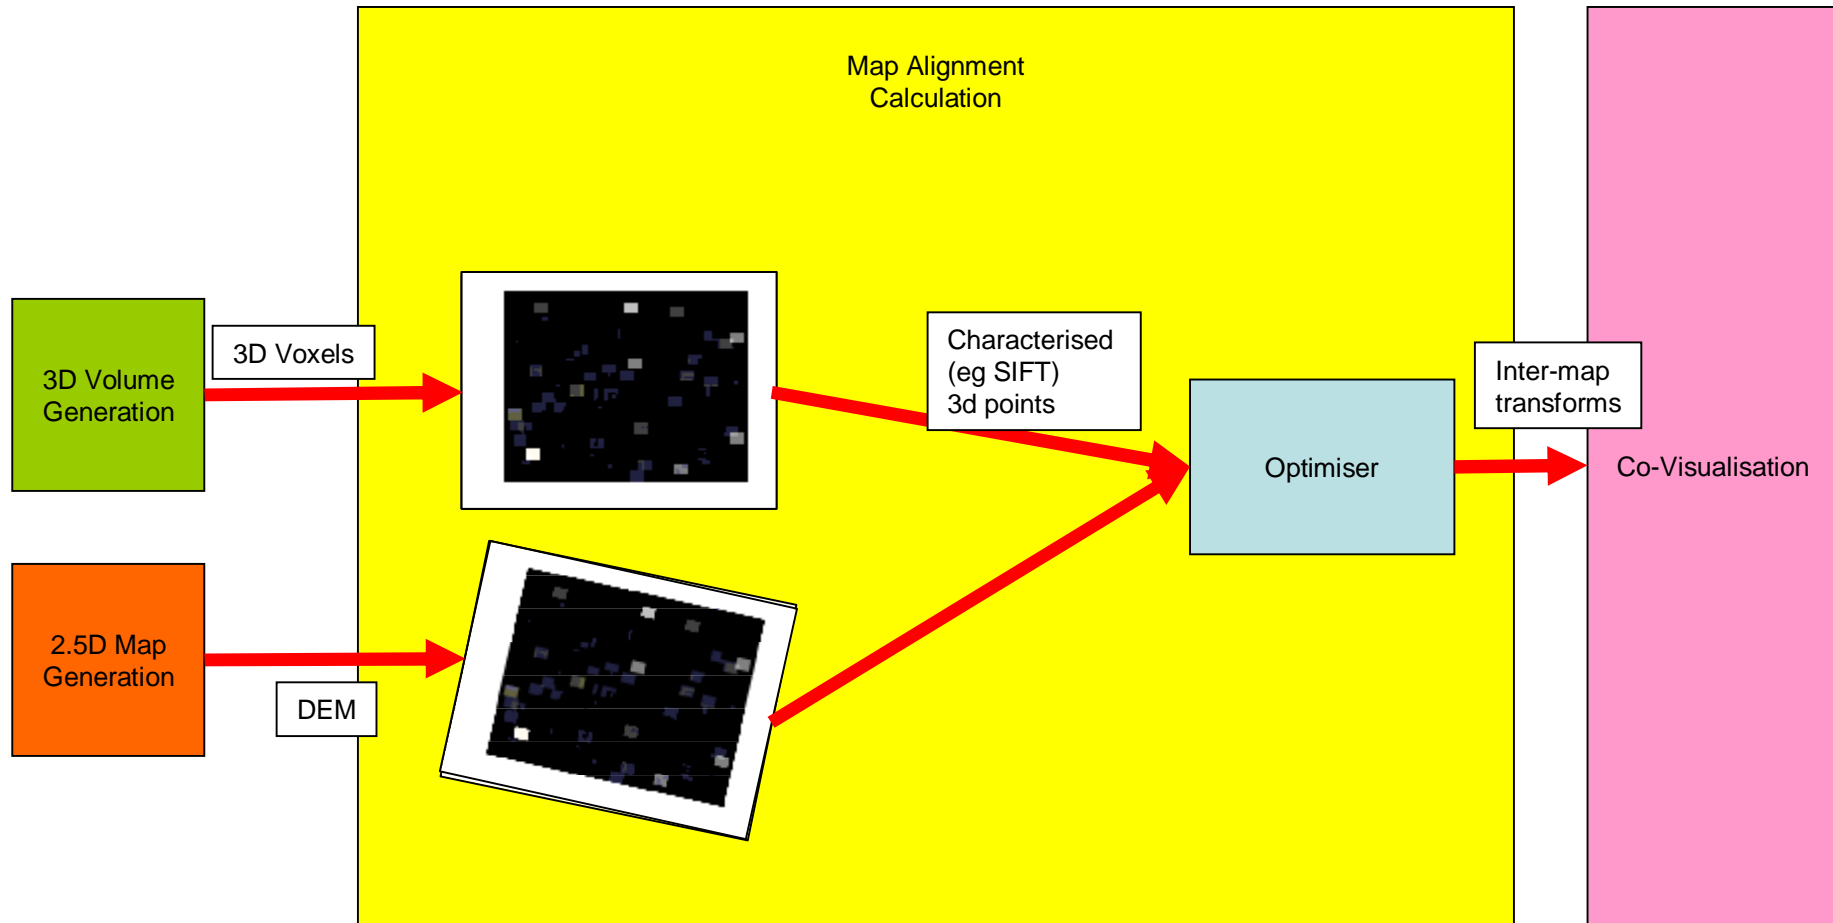 Map Alignment
Calculation
3D Volume
Generation
3D Voxels
Characterised
(eg SIFT)
3d points
Optimiser
Inter-map
transforms
Co-Visualisation
2.5D Map
Generation
DEM